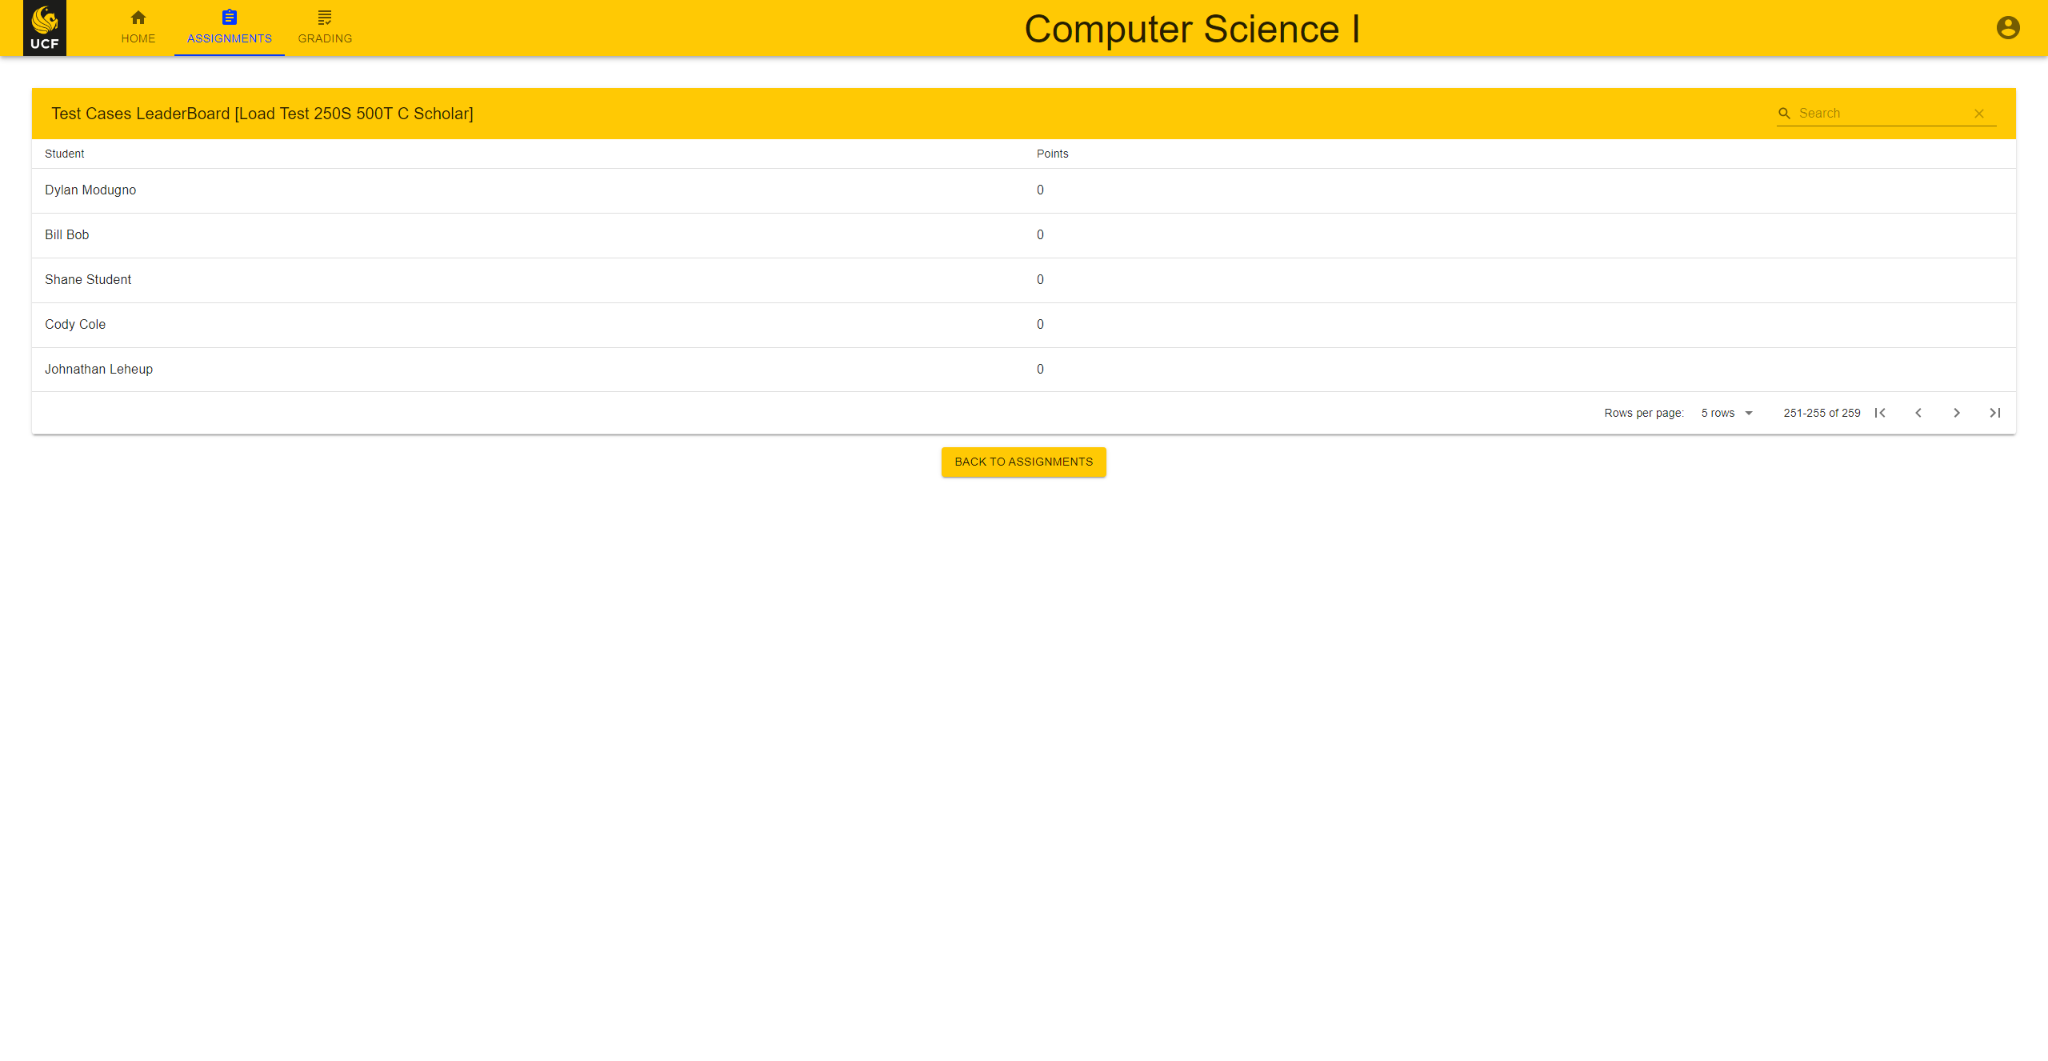 UCF
HOME
ASSIGNMENTS
GRADING
Computer Science I
Test Cases LeaderBoard [Load Test 250S 500T C Scholar]
Search
Student Points
Dylan Modugno 0
Bill Bob 0
Shane Student 0
Cody Cole 0
Johnathan Leheup 0
Rows per page: 5 rows 251-255 of 259
BACK TO ASSIGNMENTS